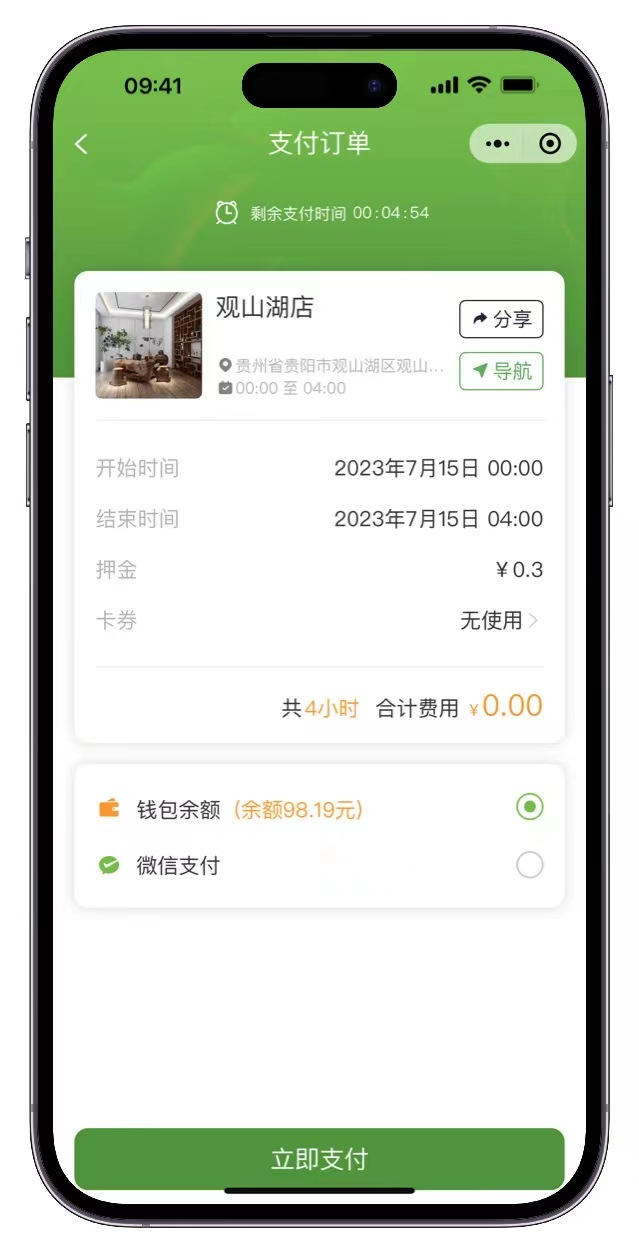 09:41
支付订单
剩余支付时间 00:04:54
观山湖店
分享
贵州省贵阳市观山湖区观山...
导航
00:00 至 04:00
开始时间 2023年7月15日 00:00
结束时间 2023年7月15日 04:00
押金 ¥0.3
卡券 无使用
共4小时 合计费用 ¥0.00
钱包余额 (余额98.19元)
微信支付
立即支付